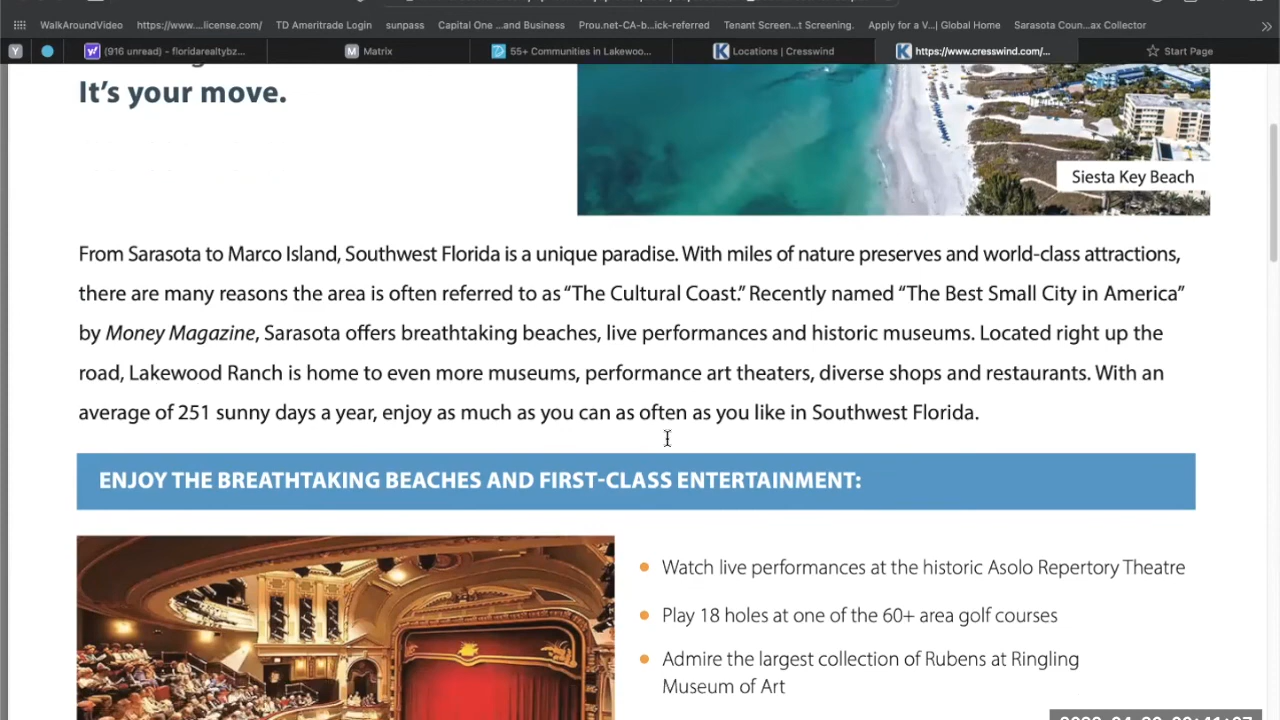 WalkAroundVideo https://www....license.com/ TD Ameritrade Login sunpass Capital One ...and Business Prou.net-CA-b...ick-referred Tenant Screen...t Screening. Apply for a V...| Global Home Sarasota Coun...ax Collector
Y (916 unread) - floridarealtybz... M Matrix 55+ Communities in Lakewoo... Locations | Cresswind https://www.cresswind.com/... Start Page
It's your move.
Siesta Key Beach
From Sarasota to Marco Island, Southwest Florida is a unique paradise. With miles of nature preserves and world-class attractions,
there are many reasons the area is often referred to as "The Cultural Coast." Recently named "The Best Small City in America"
by Money Magazine, Sarasota offers breathtaking beaches, live performances and historic museums. Located right up the
road, Lakewood Ranch is home to even more museums, performance art theaters, diverse shops and restaurants. With an
average of 251 sunny days a year, enjoy as much as you can as often as you like in Southwest Florida.
ENJOY THE BREATHTAKING BEACHES AND FIRST-CLASS ENTERTAINMENT:
Watch live performances at the historic Asolo Repertory Theatre
Play 18 holes at one of the 60+ area golf courses
Admire the largest collection of Rubens at Ringling
Museum of Art